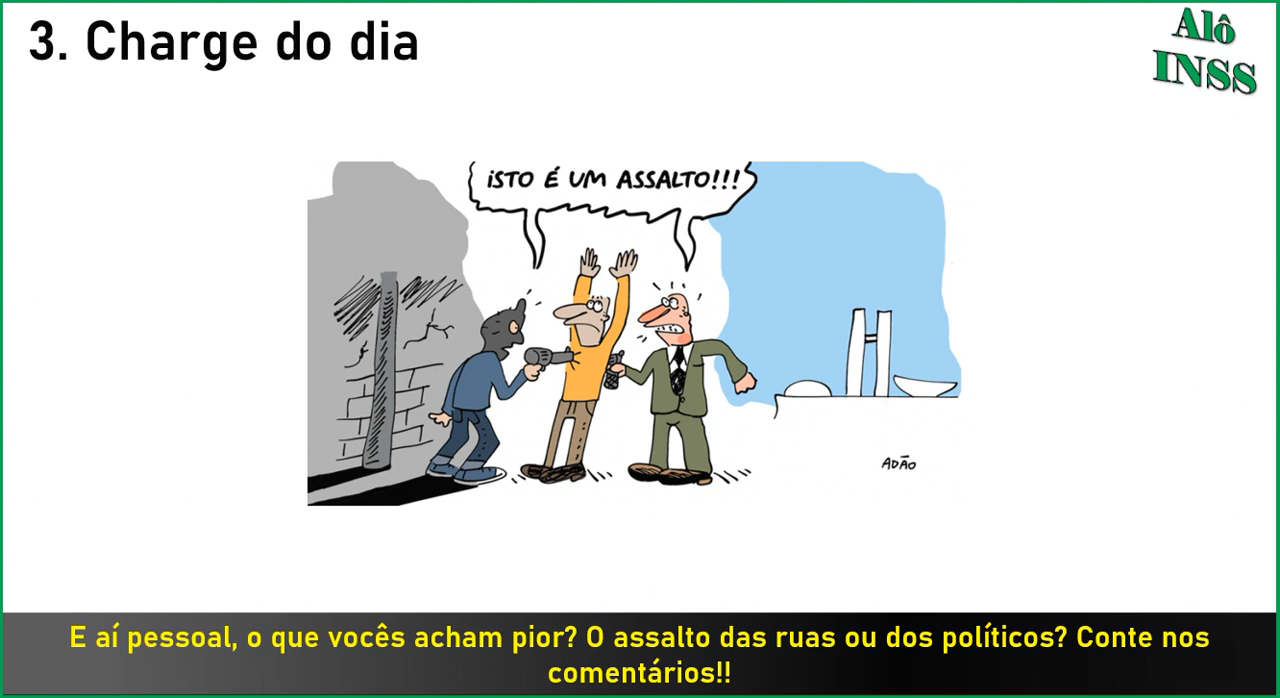 3. Charge do dia
Alô
INSS
ISTO É UM ASSALTO!!!
ADÃO
E aí pessoal, o que vocês acham pior? O assalto das ruas ou dos políticos? Conte nos
comentários!!